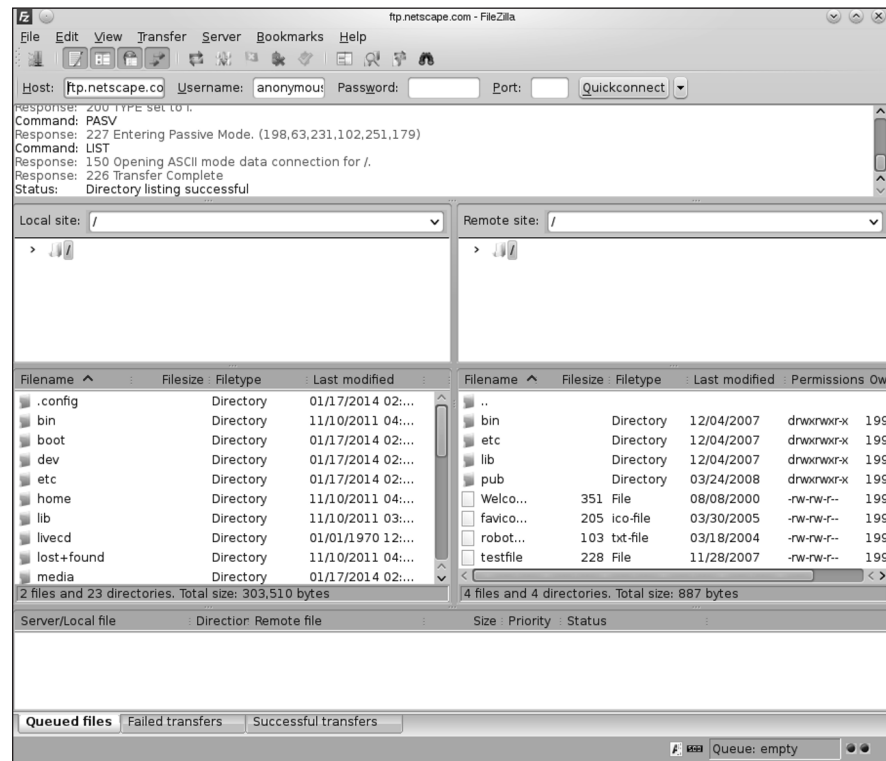 ftp.netscape.com - FileZilla
File Edit View Transfer Server Bookmarks Help
Host: ftp.netscape.co Username: anonymous Password: Port: Quickconnect
Response: 200 TYPE set to I.
Command: PASV
Response: 227 Entering Passive Mode. (198,63,231,102,251,179)
Command: LIST
Response: 150 Opening ASCII mode data connection for /.
Response: 226 Transfer Complete
Status: Directory listing successful
Local site: / Remote site: /
/ /
Filename Filesize Filetype Last modified Filename Filesize Filetype Last modified Permissions Ow
.config Directory 01/17/2014 02:... ..
bin Directory 11/10/2011 04:... bin Directory 12/04/2007 drwxrwxr-x 199
boot Directory 01/17/2014 02:... etc Directory 12/04/2007 drwxrwxr-x 199
dev Directory 01/17/2014 02:... lib Directory 12/04/2007 drwxrwxr-x 199
etc Directory 01/17/2014 02:... pub Directory 03/24/2008 drwxrwxr-x 199
home Directory 11/10/2011 04:... Welco... 351 File 08/08/2000 -rw-rw-r-- 199
lib Directory 11/10/2011 03:... favico... 205 ico-file 03/30/2005 -rw-rw-r-- 199
livecd Directory 01/01/1970 12:... robot... 103 txt-file 03/18/2004 -rw-rw-r-- 199
lost+found Directory 11/10/2011 04:... testfile 228 File 11/28/2007 -rw-rw-r-- 199
media Directory 01/17/2014 02:...
2 files and 23 directories. Total size: 303,510 bytes 4 files and 4 directories. Total size: 887 bytes
Server/Local file Direction Remote file Size Priority Status
Queued files Failed transfers Successful transfers
Queue: empty